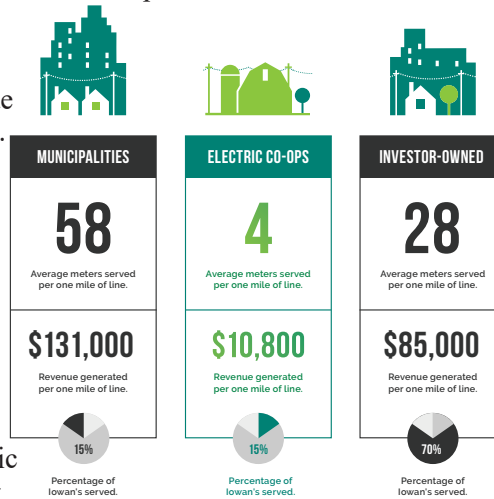 e
.
MUNICIPALITIES
58
Average meters served
per one mile of line.
$131,000
Revenue generated
per one mile of line.
15%
Percentage of
Iowan's served.
ELECTRIC CO-OPS
4
Average meters served
per one mile of line.
$10,800
Revenue generated
per one mile of line.
15%
Percentage of
Iowan's served.
INVESTOR-OWNED
28
Average meters served
per one mile of line.
$85,000
Revenue generated
per one mile of line.
70%
Percentage of
Iowan's served.
ic